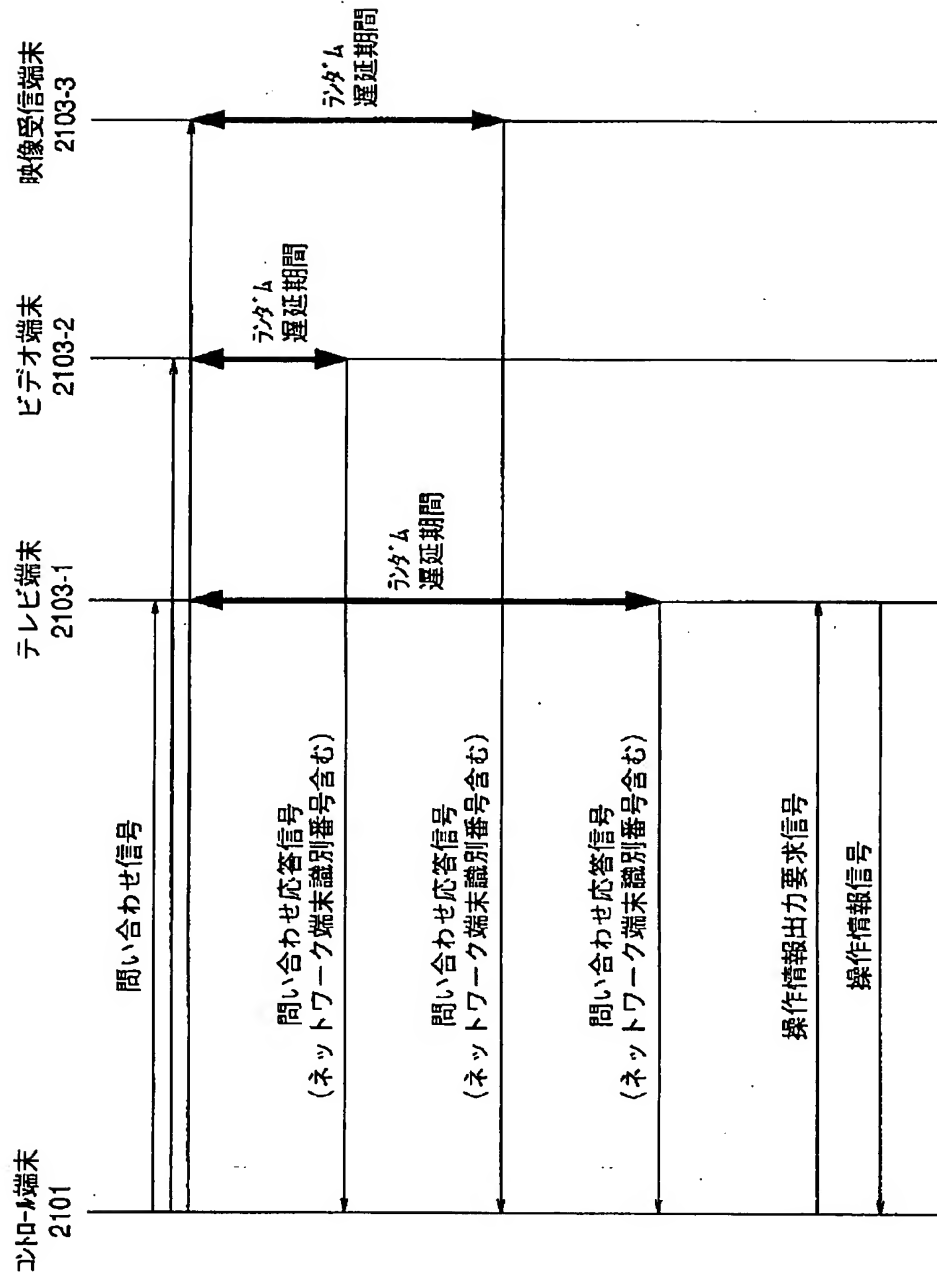 コントロール端末
2101
テレビ端末
2103-1
ビデオ端末
2103-2
映像受信端末
2103-3
問い合わせ信号
ランダム
遅延期間
ランダム
遅延期間
ランダム
遅延期間
問い合わせ応答信号
(ネットワーク端末識別番号含む)
問い合わせ応答信号
(ネットワーク端末識別番号含む)
問い合わせ応答信号
(ネットワーク端末識別番号含む)
操作情報出力要求信号
操作情報信号